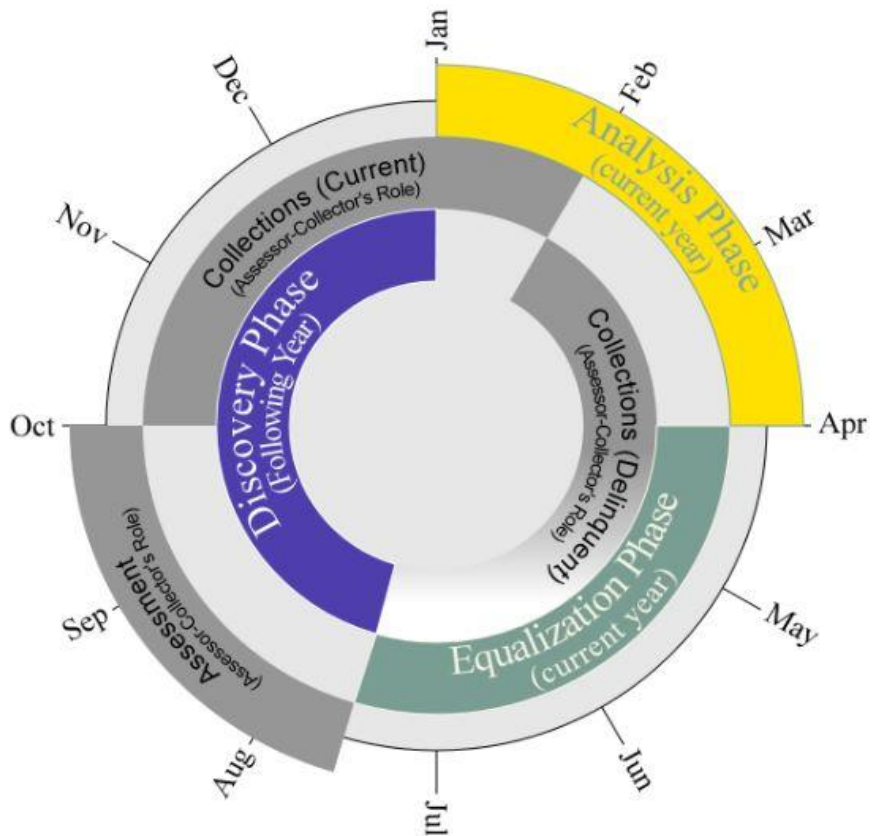 Jan
Feb
Mar
Apr
May
Jun
Jul
Aug
Sep
Oct
Nov
Dec
Analysis Phase
(current year)
Collections (Current)
(Assessor-Collector's Role)
Discovery Phase
(Following Year)
Collections (Delinquent)
(Assessor-Collector's Role)
Equalization Phase
(current year)
Assessment
(Assessor-Collector's Role)